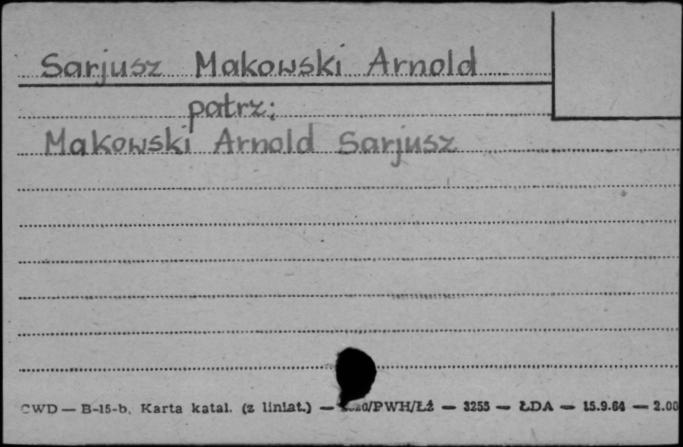 Sarjusz Makowski Arnold
patrz;
Makowski Arnold Sarjusz
CWD — B-15-b, Karta katal. (z liniat.) — /PWH/Łź — 3255 — ŁDA — 15.9.64 — 2.00